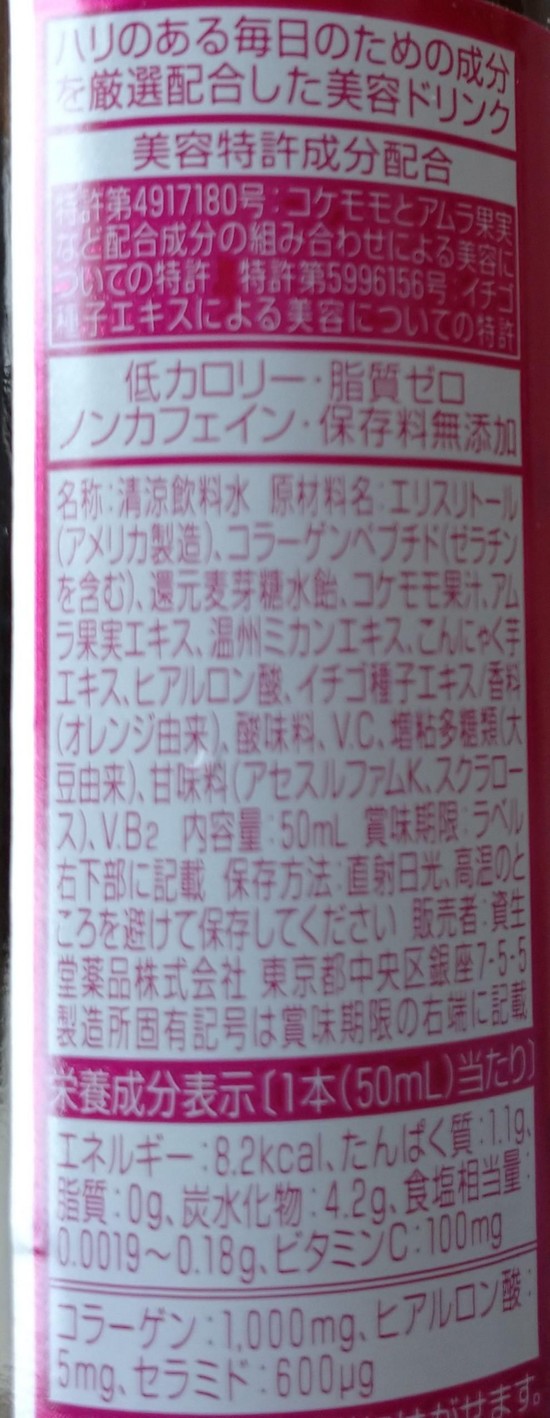 ハリのある毎日のための成分
を厳選配合した美容ドリンク
美容特許成分配合
特許第4917180号:コケモモとアムラ果実
など配合成分の組み合わせによる美容に
ついての特許 特許第5996156号:イチゴ
種子エキスによる美容についての特許
低カロリー・脂質ゼロ
ノンカフェイン・保存料無添加
名称:清涼飲料水 原材料名:エリスリトール
(アメリカ製造)、コラーゲンペプチド(ゼラチン
を含む)、還元麦芽糖水飴、コケモモ果汁、アム
ラ果実エキス、温州ミカンエキス、こんにゃく芋
エキス、ヒアルロン酸、イチゴ種子エキス/香料
(オレンジ由来)、酸味料、V.C、増粘多糖類(大
豆由来)、甘味料(アセスルファムK、スクラロー
ス)、V.B2 内容量:50mL 賞味期限:ラベル
右下部に記載 保存方法:直射日光、高温のと
ころを避けて保存してください 販売者:資生
堂薬品株式会社 東京都中央区銀座7-5-5
製造所固有記号は賞味期限の右端に記載
栄養成分表示〔1本(50mL)当たり〕
エネルギー:8.2kcal、たんぱく質:1.1g、
脂質:0g、炭水化物:4.2g、食塩相当量:
0.0019~0.18g、ビタミンC:100mg
コラーゲン:1,000mg、ヒアルロン酸:
5mg、セラミド:600μg
がせます。